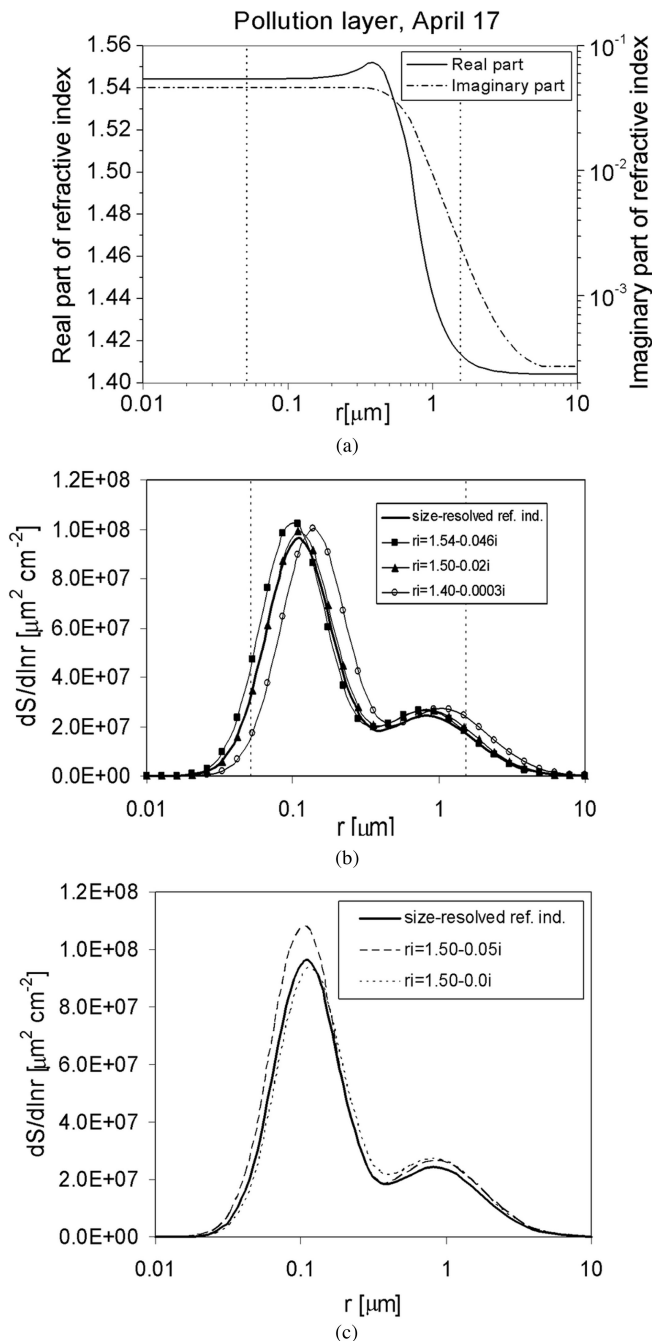 Pollution layer, April 17
Real part of refractive index
1.56
1.54
1.52
1.50
1.48
1.46
1.44
1.42
1.40
Real part
Imaginary part
10⁻¹
10⁻²
10⁻³
Imaginary part of refractive index
0.01 0.1 1 10
r[μm]
(a)
dS/dlnr [μm² cm⁻²]
1.2E+08
1.0E+08
8.0E+07
6.0E+07
4.0E+07
2.0E+07
0.0E+00
size-resolved ref. ind.
ri=1.54-0.046i
ri=1.50-0.02i
ri=1.40-0.0003i
0.01 0.1 1 10
r [μm]
(b)
dS/dlnr [μm² cm⁻²]
1.2E+08
1.0E+08
8.0E+07
6.0E+07
4.0E+07
2.0E+07
0.0E+00
size-resolved ref. ind.
ri=1.50-0.05i
ri=1.50-0.0i
0.01 0.1 1 10
r [μm]
(c)